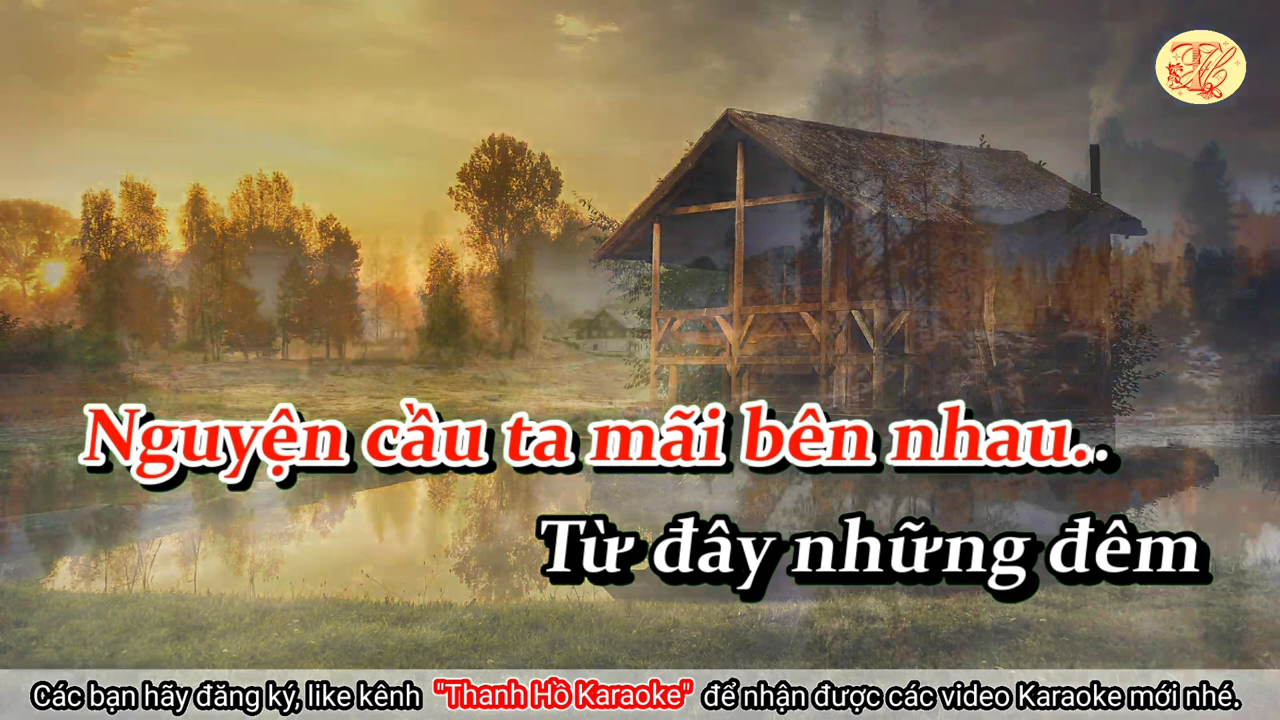 Nguyện cầu ta mãi bên nhau..
Từ đây những đêm
Các bạn hãy đăng ký, like kênh "Thanh Hồ Karaoke" để nhận được các video Karaoke mới nhé.